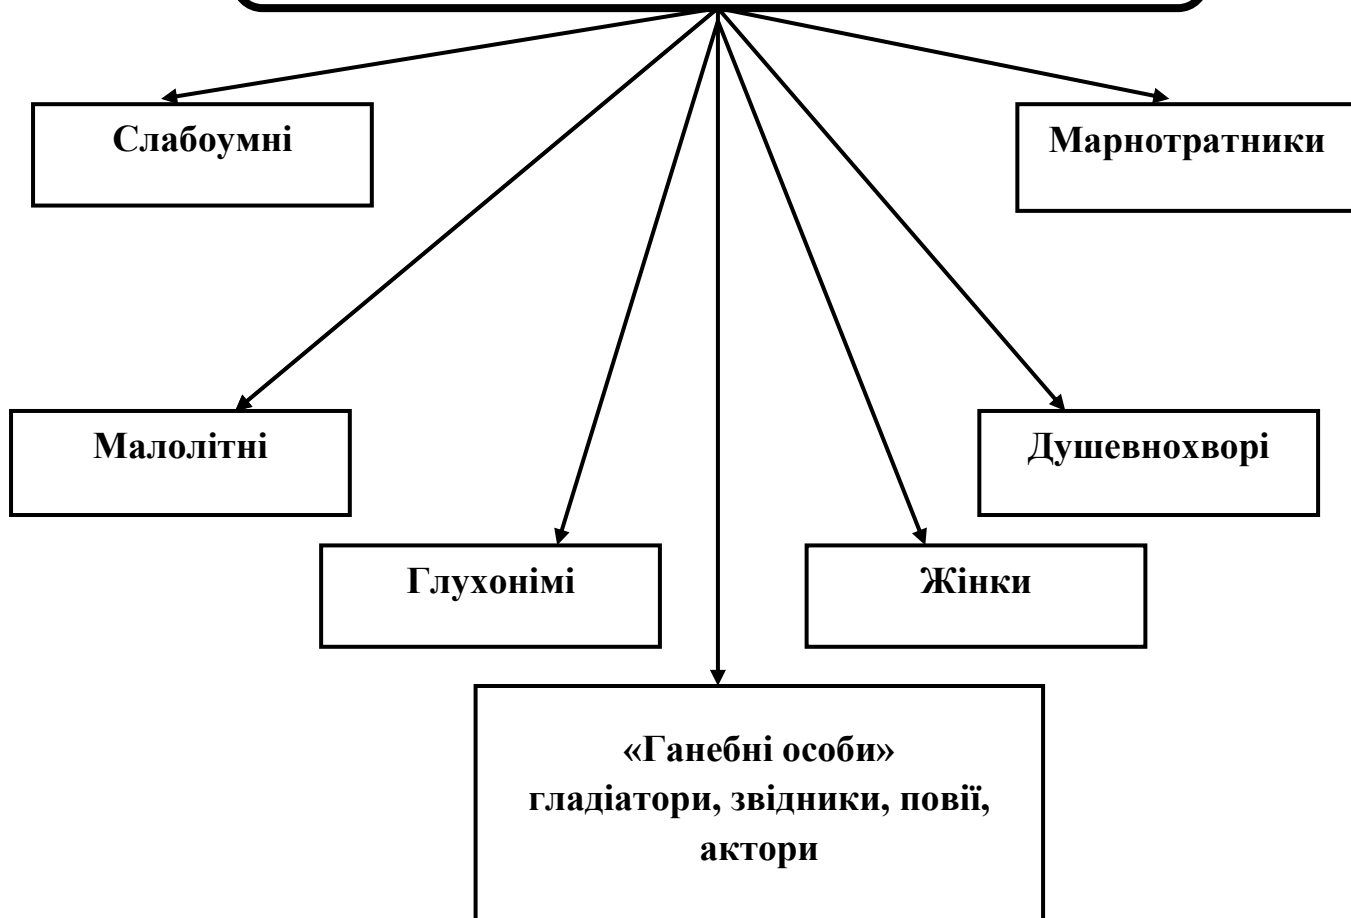 Слабоумні
Марнотратники
Малолітні
Душевнохворі
Глухонімі
Жінки
«Ганебні особи»
гладіатори, звідники, повії,
актори